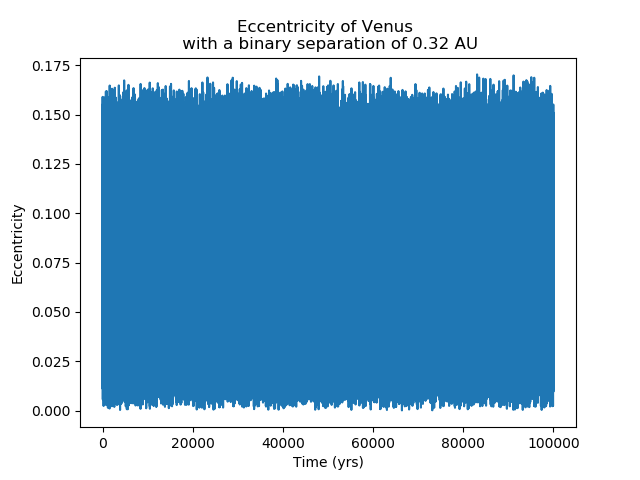 Eccentricity of Venus
with a binary separation of 0.32 AU
0.175
0.150
0.125
0.100
0.075
0.050
0.025
0.000
Eccentricity
0 20000 40000 60000 80000 100000
Time (yrs)